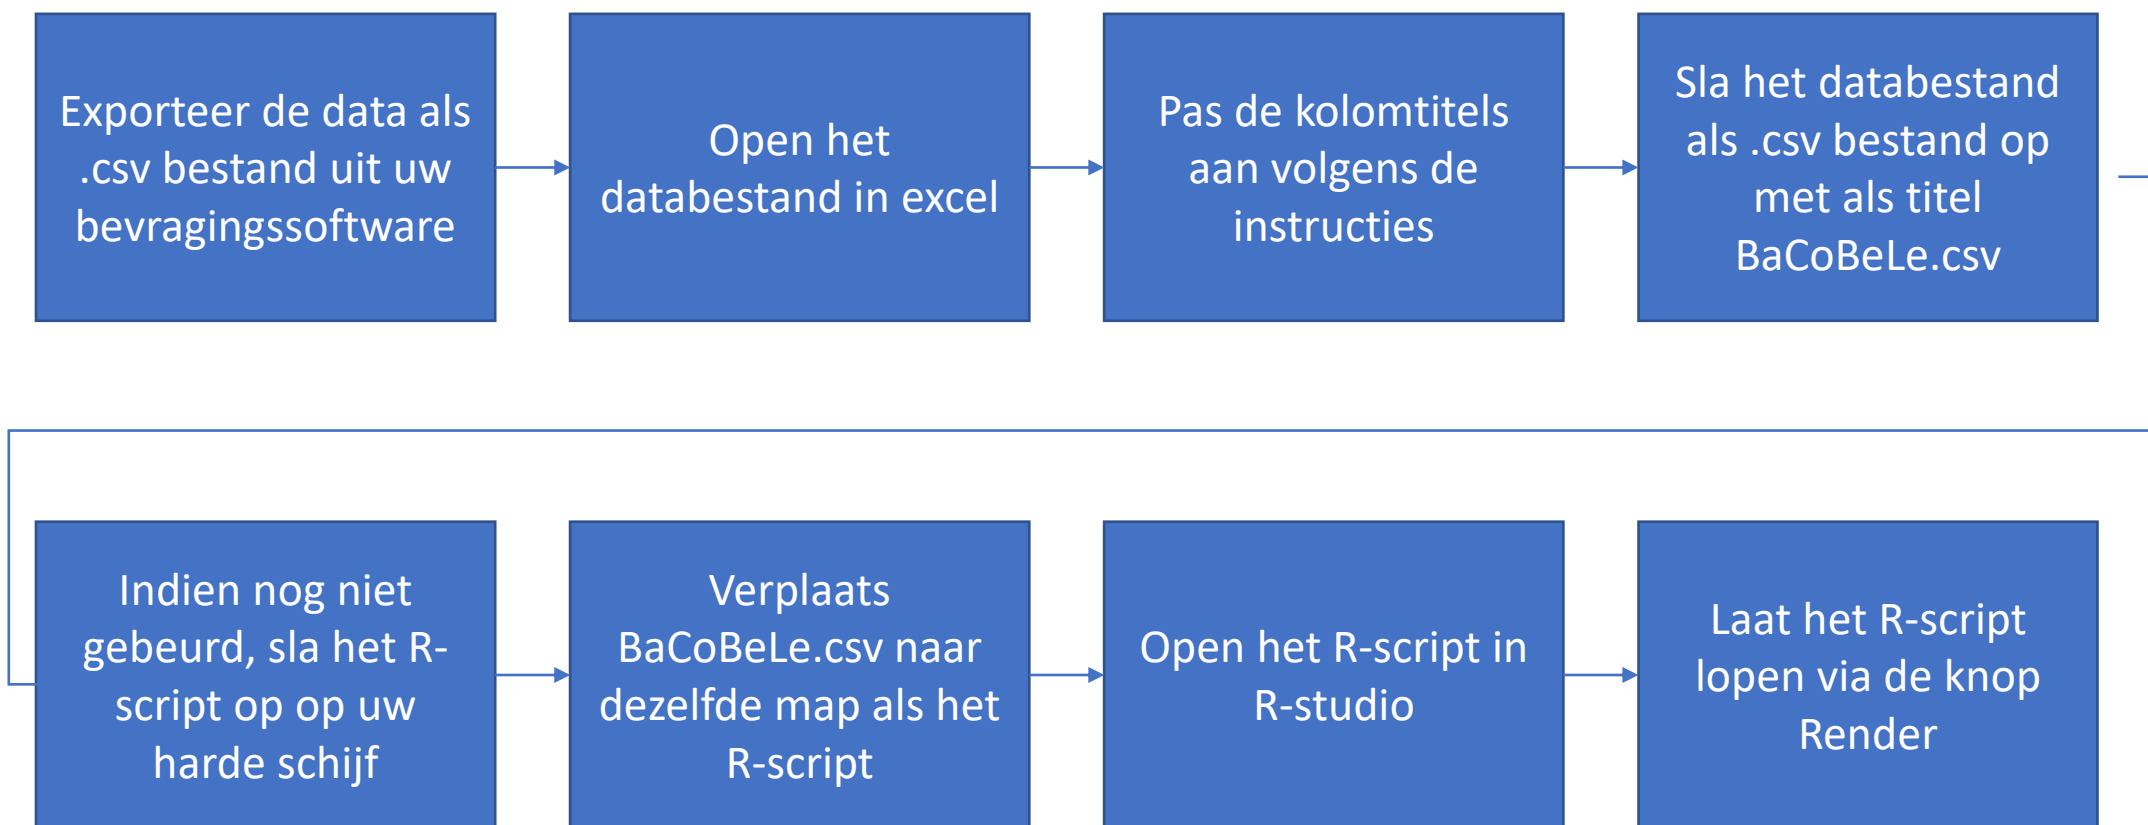 Exporteer de data als
.csv bestand uit uw
bevragingssoftware
Open het
databestand in excel
Pas de kolomtitels
aan volgens de
instructies
Sla het databestand
als .csv bestand op
met als titel
BaCoBeLe.csv
Indien nog niet
gebeurd, sla het R-
script op op uw
harde schijf
Verplaats
BaCoBeLe.csv naar
dezelfde map als het
R-script
Open het R-script in
R-studio
Laat het R-script
lopen via de knop
Render